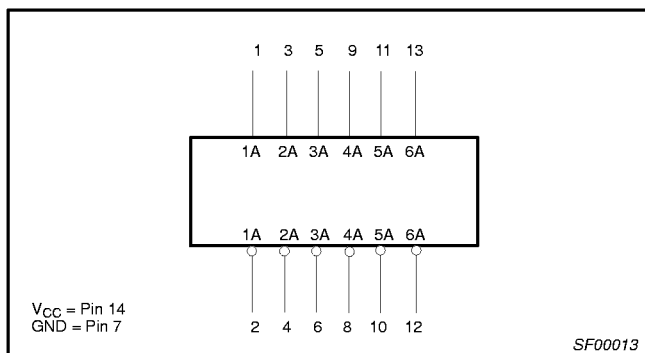 1 3 5 9 11 13
1A 2A 3A 4A 5A 6A
1A 2A 3A 4A 5A 6A
2 4 6 8 10 12
VCC = Pin 14
GND = Pin 7
SF00013